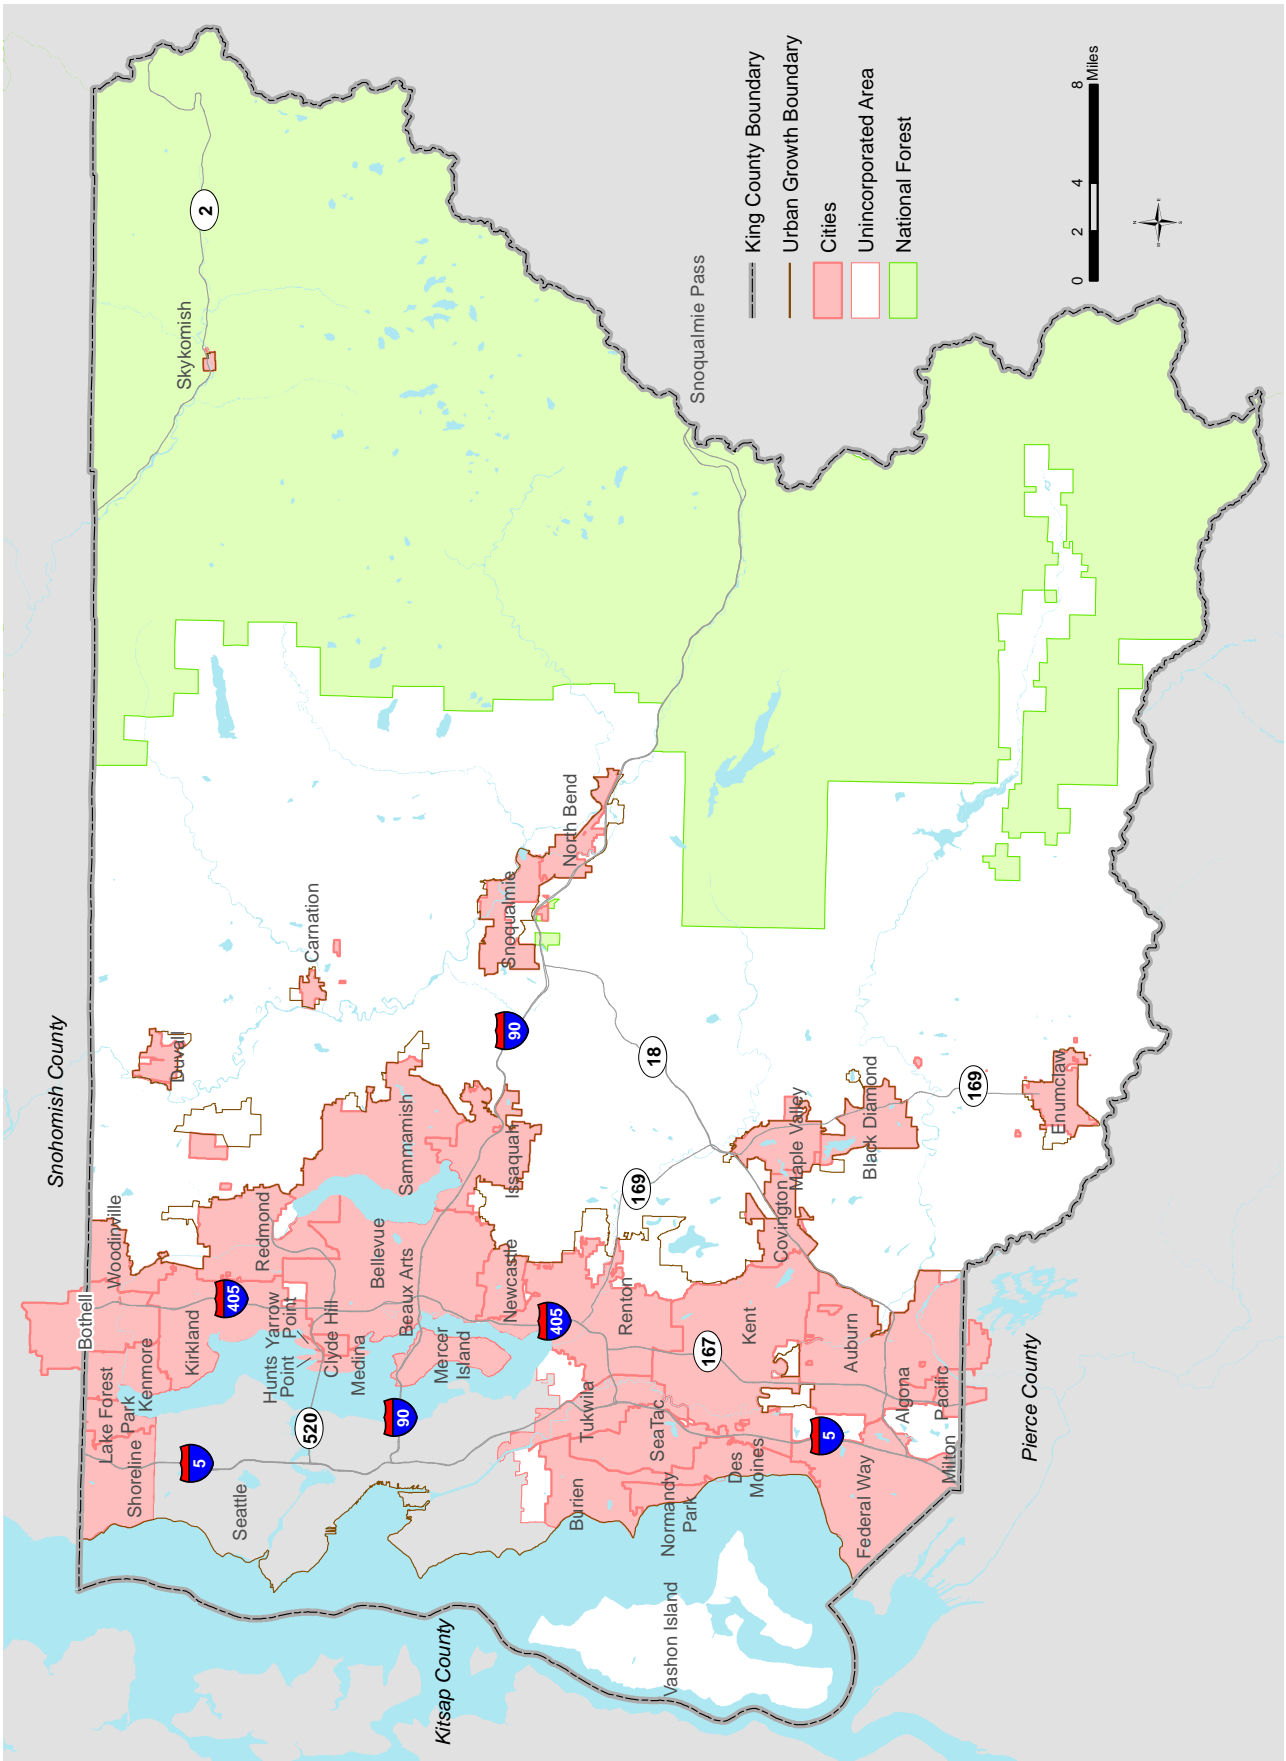 Snohomish County
Kitsap County
Pierce County
Bothell
Woodinville
Duvall
Carnation
Skykomish
2
Lake Forest
Park
Kenmore
Shoreline
Kirkland
405
Redmond
Seattle
5
520
Hunts
Point
Yarrow
Point
Clyde Hill
Medina
Bellevue
Beaux Arts
Sammamish
90
Mercer
Island
Newcastle
Issaquah
90
Snoqualmie
North Bend
Snoqualmie Pass
405
Renton
169
18
Tukwila
Burien
SeaTac
Normandy
Park
Des
Moines
Kent
167
Covington
Maple Valley
Black Diamond
169
Enumclaw
Auburn
5
Federal Way
Algona
Pacific
Milton
Vashon Island
King County Boundary
Urban Growth Boundary
Cities
Unincorporated Area
National Forest
0 2 4 8
Miles
N
E
S
W